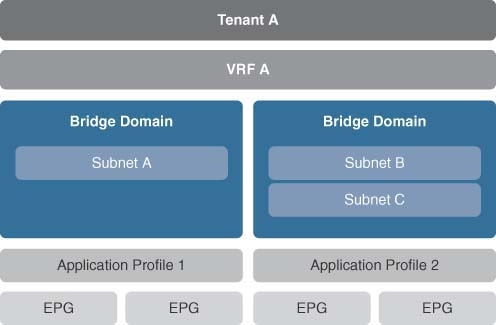 Tenant A
VRF A
Bridge Domain
Subnet A
Bridge Domain
Subnet B
Subnet C
Application Profile 1
Application Profile 2
EPG
EPG
EPG
EPG